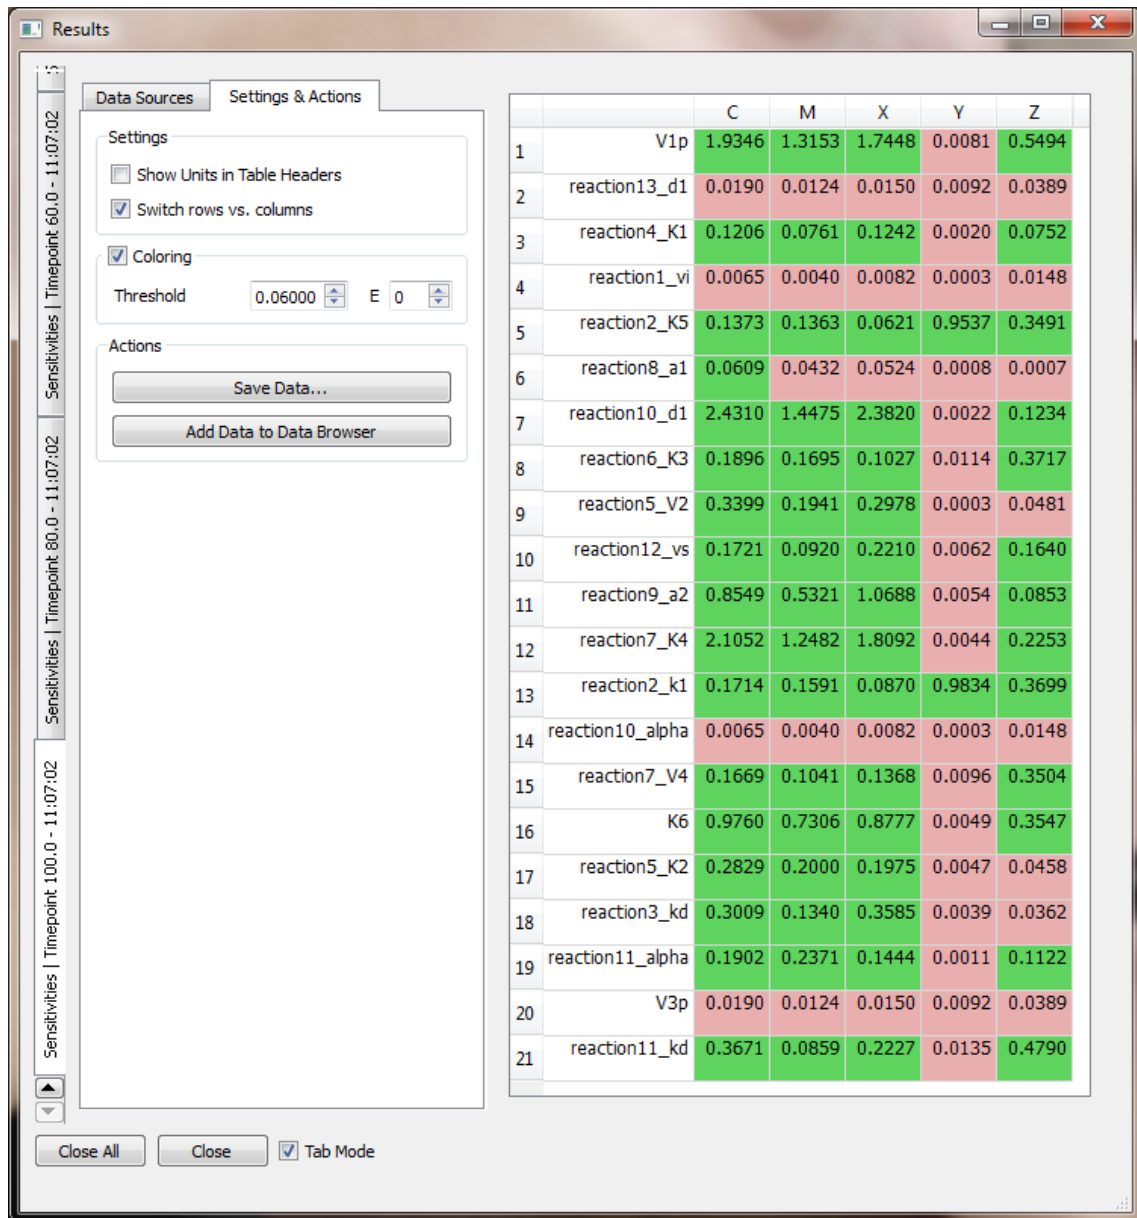 Results
Data Sources
Settings & Actions
Settings
Show Units in Table Headers
Switch rows vs. columns
Coloring
Threshold 0.06000 E 0
Actions
Save Data...
Add Data to Data Browser
Sensitivities | Timepoint 60.0 - 11:07:02
Sensitivities | Timepoint 80.0 - 11:07:02
Sensitivities | Timepoint 100.0 - 11:07:02
C M X Y Z
1 V1p 1.9346 1.3153 1.7448 0.0081 0.5494
2 reaction13_d1 0.0190 0.0124 0.0150 0.0092 0.0389
3 reaction4_K1 0.1206 0.0761 0.1242 0.0020 0.0752
4 reaction1_vi 0.0065 0.0040 0.0082 0.0003 0.0148
5 reaction2_K5 0.1373 0.1363 0.0621 0.9537 0.3491
6 reaction8_a1 0.0609 0.0432 0.0524 0.0008 0.0007
7 reaction10_d1 2.4310 1.4475 2.3820 0.0022 0.1234
8 reaction6_K3 0.1896 0.1695 0.1027 0.0114 0.3717
9 reaction5_V2 0.3399 0.1941 0.2978 0.0003 0.0481
10 reaction12_vs 0.1721 0.0920 0.2210 0.0062 0.1640
11 reaction9_a2 0.8549 0.5321 1.0688 0.0054 0.0853
12 reaction7_K4 2.1052 1.2482 1.8092 0.0044 0.2253
13 reaction2_k1 0.1714 0.1591 0.0870 0.9834 0.3699
14 reaction10_alpha 0.0065 0.0040 0.0082 0.0003 0.0148
15 reaction7_V4 0.1669 0.1041 0.1368 0.0096 0.3504
16 K6 0.9760 0.7306 0.8777 0.0049 0.3547
17 reaction5_K2 0.2829 0.2000 0.1975 0.0047 0.0458
18 reaction3_kd 0.3009 0.1340 0.3585 0.0039 0.0362
19 reaction11_alpha 0.1902 0.2371 0.1444 0.0011 0.1122
20 V3p 0.0190 0.0124 0.0150 0.0092 0.0389
21 reaction11_kd 0.3671 0.0859 0.2227 0.0135 0.4790
Close All
Close
Tab Mode